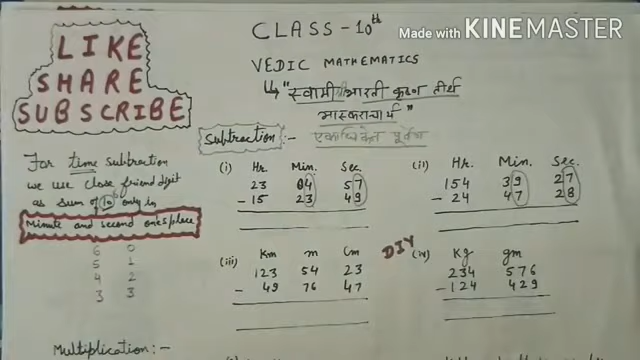 LIKE
SHARE
SUBSCRIBE
CLASS - 10th
Made with KINEMASTER
VEDIC MATHEMATICS
↳ "स्वामी श्री भारती कृष्ण तीर्थ
भास्कराचार्य"
Subtraction :- एकाधिकेन पूर्वेण
For time subtraction
we use close friend digit
as sum of 10 only in
Minute and second one's place
6 0
5 1
4 2
3 3
(i) Hr. Min. Sec.
23 04 57
- 15 23 49
(ii) Hr. Min. Sec.
154 39 27
- 24 47 28
(iii) Km m Cm
123 54 23
- 49 76 47
DIY (iv) Kg gm
234 576
- 124 429
Multiplication :-